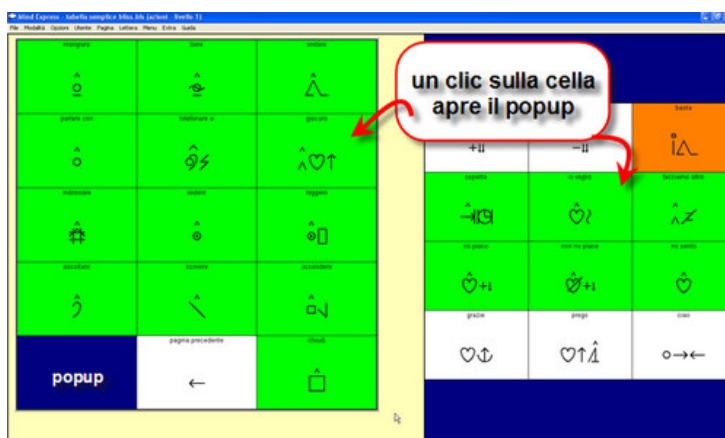 Mind Express - tabella semplice bliss.bls (azioni - livello 1)
File Modalità Opzioni Utente Pagina Lettera Menu Extra Guida
mangiare bere andare
un clic sulla cella
apre il popup
basta
parlare con telefonare a giocare
aspetta io voglio facciamo altro
indossare vedere leggere
mi piace non mi piace mi sento
ascoltare scrivere accendere
grazie prego ciao
popup
pagina precedente chiudi